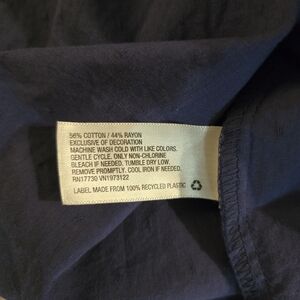 56% COTTON / 44% RAYON
EXCLUSIVE OF DECORATION
MACHINE WASH COLD WITH LIKE COLORS.
GENTLE CYCLE. ONLY NON-CHLORINE
BLEACH IF NEEDED. TUMBLE DRY LOW.
REMOVE PROMPTLY. COOL IRON IF NEEDED.
RN17730 VN1973122
LABEL MADE FROM 100% RECYCLED PLASTIC